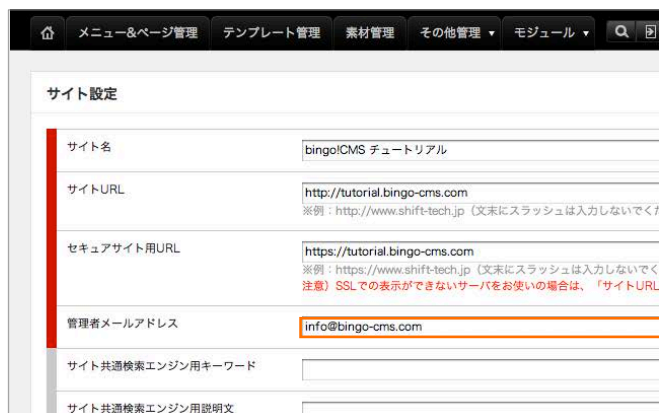 メニュー&ページ管理 テンプレート管理 素材管理 その他管理 ▼ モジュール ▼
サイト設定
サイト名 bingo!CMS チュートリアル
サイトURL http://tutorial.bingo-cms.com
※例：http://www.shift-tech.jp（文末にスラッシュは入力しないでくだ
セキュアサイト用URL https://tutorial.bingo-cms.com
※例：https://www.shift-tech.jp（文末にスラッシュは入力しないでく
注意）SSLでの表示ができないサーバをお使いの場合は、「サイトURL
管理者メールアドレス info@bingo-cms.com
サイト共通検索エンジン用キーワード
サイト共通検索エンジン用説明文